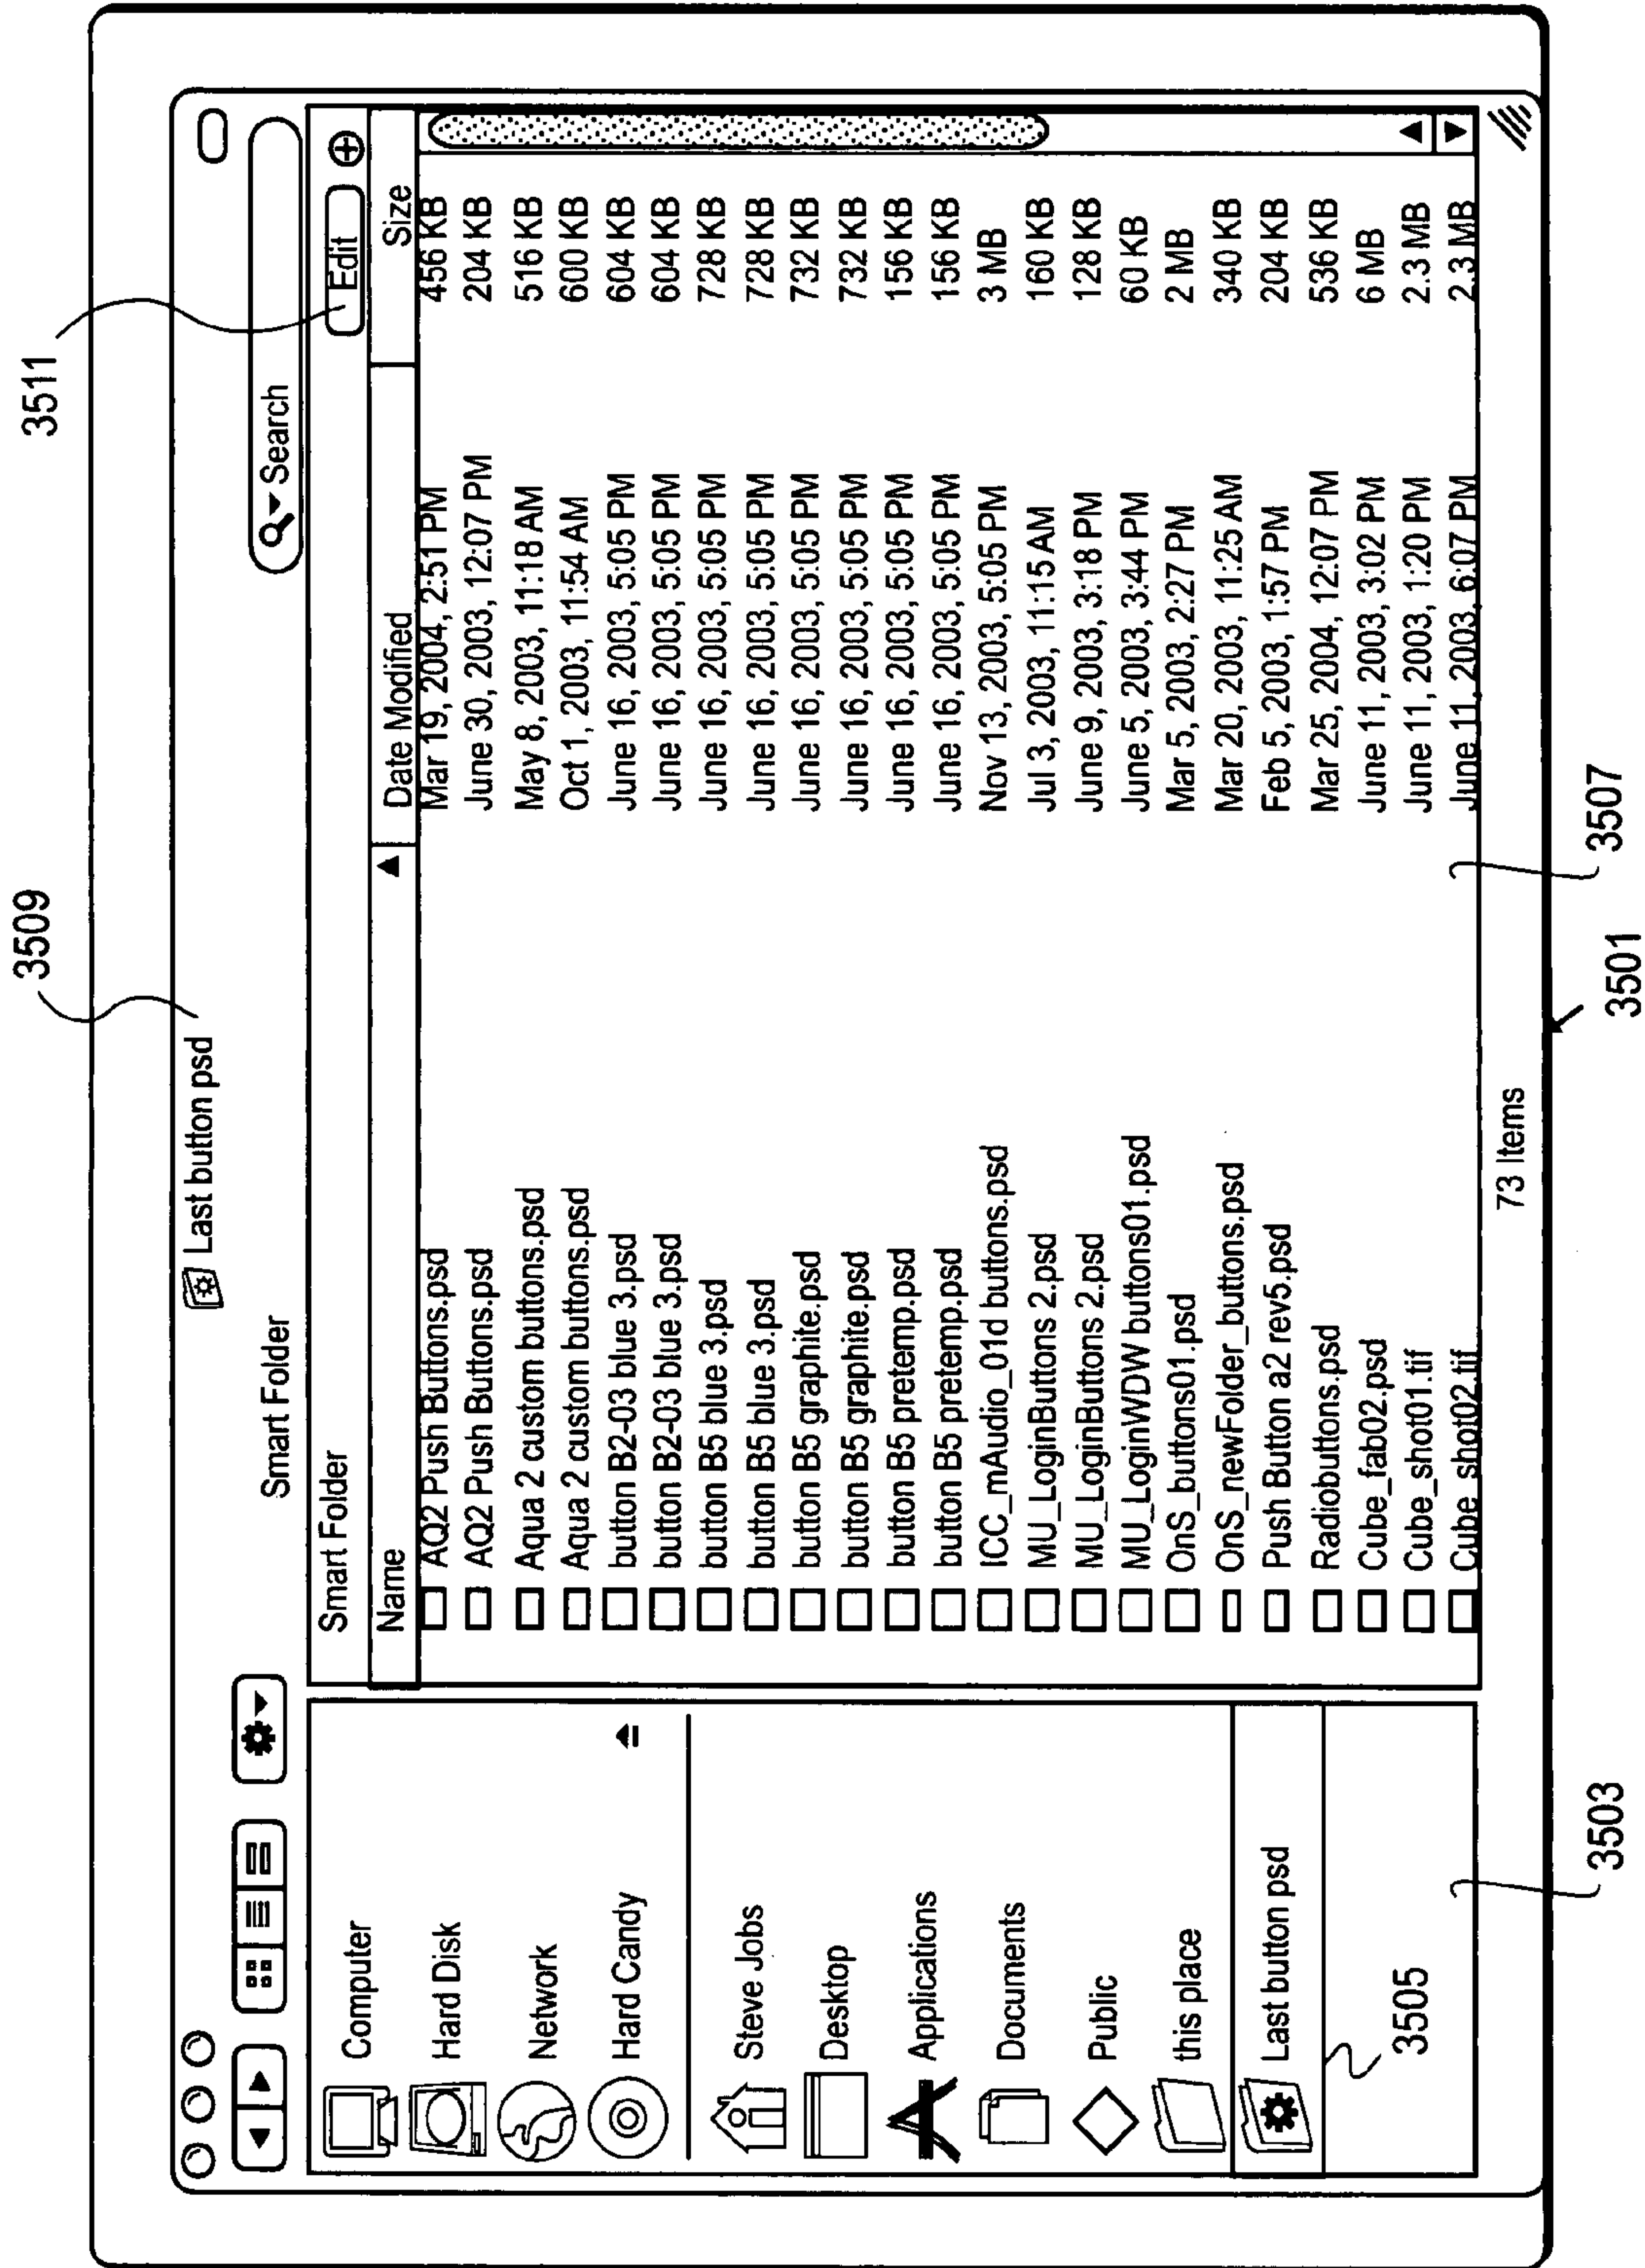 3509
3511
Last button psd
Search
Smart Folder
Smart Folder
Edit
Name Date Modified Size
Computer
Hard Disk
Network
Hard Candy
Steve Jobs
Desktop
Applications
Documents
Public
this place
Last button psd
AQ2 Push Buttons.psd Mar 19, 2004, 2:51 PM 456 KB
AQ2 Push Buttons.psd June 30, 2003, 12:07 PM 204 KB
Aqua 2 custom buttons.psd May 8, 2003, 11:18 AM 516 KB
Aqua 2 custom buttons.psd Oct 1, 2003, 11:54 AM 600 KB
button B2-03 blue 3.psd June 16, 2003, 5:05 PM 604 KB
button B2-03 blue 3.psd June 16, 2003, 5:05 PM 604 KB
button B5 blue 3.psd June 16, 2003, 5:05 PM 728 KB
button B5 blue 3.psd June 16, 2003, 5:05 PM 728 KB
button B5 graphite.psd June 16, 2003, 5:05 PM 732 KB
button B5 graphite.psd June 16, 2003, 5:05 PM 732 KB
button B5 pretemp.psd June 16, 2003, 5:05 PM 156 KB
button B5 pretemp.psd June 16, 2003, 5:05 PM 156 KB
ICC_mAudio_01d buttons.psd Nov 13, 2003, 5:05 PM 3 MB
MU_LoginButtons 2.psd Jul 3, 2003, 11:15 AM 160 KB
MU_LoginButtons 2.psd June 9, 2003, 3:18 PM 128 KB
MU_LoginWDW buttons01.psd June 5, 2003, 3:44 PM 60 KB
OnS_buttons01.psd Mar 5, 2003, 2:27 PM 2 MB
OnS_newFolder_buttons.psd Mar 20, 2003, 11:25 AM 340 KB
Push Button a2 rev5.psd Feb 5, 2003, 1:57 PM 204 KB
Radiobuttons.psd Mar 25, 2004, 12:07 PM 536 KB
Cube_fab02.psd June 11, 2003, 3:02 PM 6 MB
Cube_shot01.tif June 11, 2003, 1:20 PM 2.3 MB
Cube_shot02.tif June 11, 2003, 6:07 PM 2.3 MB
73 Items
3505
3503
3501
3507